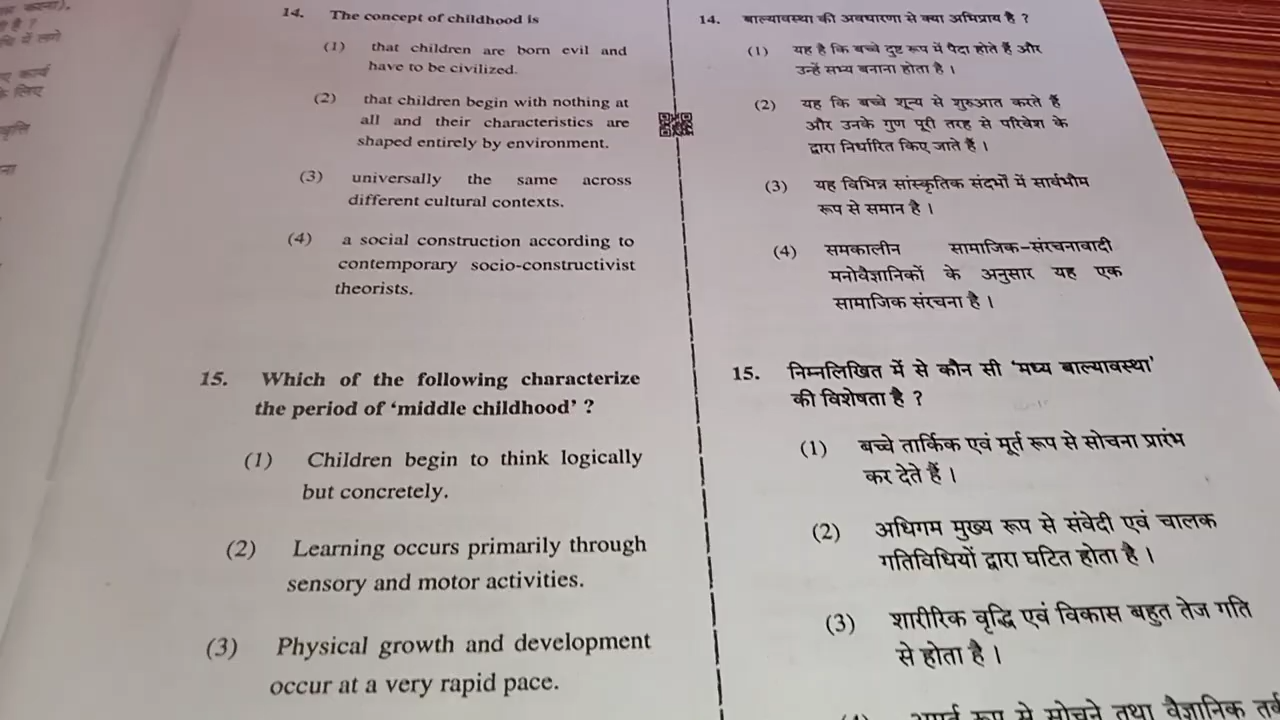 14. The concept of childhood is
(1) that children are born evil and
have to be civilized.
(2) that children begin with nothing at
all and their characteristics are
shaped entirely by environment.
(3) universally the same across
different cultural contexts.
(4) a social construction according to
contemporary socio-constructivist
theorists.
15. Which of the following characterize
the period of ‘middle childhood’ ?
(1) Children begin to think logically
but concretely.
(2) Learning occurs primarily through
sensory and motor activities.
(3) Physical growth and development
occur at a very rapid pace.
14. बाल्यावस्था की अवधारणा से क्या अभिप्राय है ?
(1) यह है कि बच्चे दुष्ट रूप में पैदा होते हैं और
उन्हें सभ्य बनाना होता है ।
(2) यह कि बच्चे शून्य से शुरुआत करते हैं
और उनके गुण पूरी तरह से परिवेश के
द्वारा निर्धारित किए जाते हैं ।
(3) यह विभिन्न सांस्कृतिक संदर्भों में सार्वभौम
रूप से समान है ।
(4) समकालीन सामाजिक-संरचनावादी
मनोवैज्ञानिकों के अनुसार यह एक
सामाजिक संरचना है ।
15. निम्नलिखित में से कौन सी ‘मध्य बाल्यावस्था’
की विशेषता है ?
(1) बच्चे तार्किक एवं मूर्त रूप से सोचना प्रारंभ
कर देते हैं ।
(2) अधिगम मुख्य रूप से संवेदी एवं चालक
गतिविधियों द्वारा घटित होता है ।
(3) शारीरिक वृद्धि एवं विकास बहुत तेज गति
से होता है ।
(4) अमूर्त रूप से सोचने तथा वैज्ञानिक तर्क